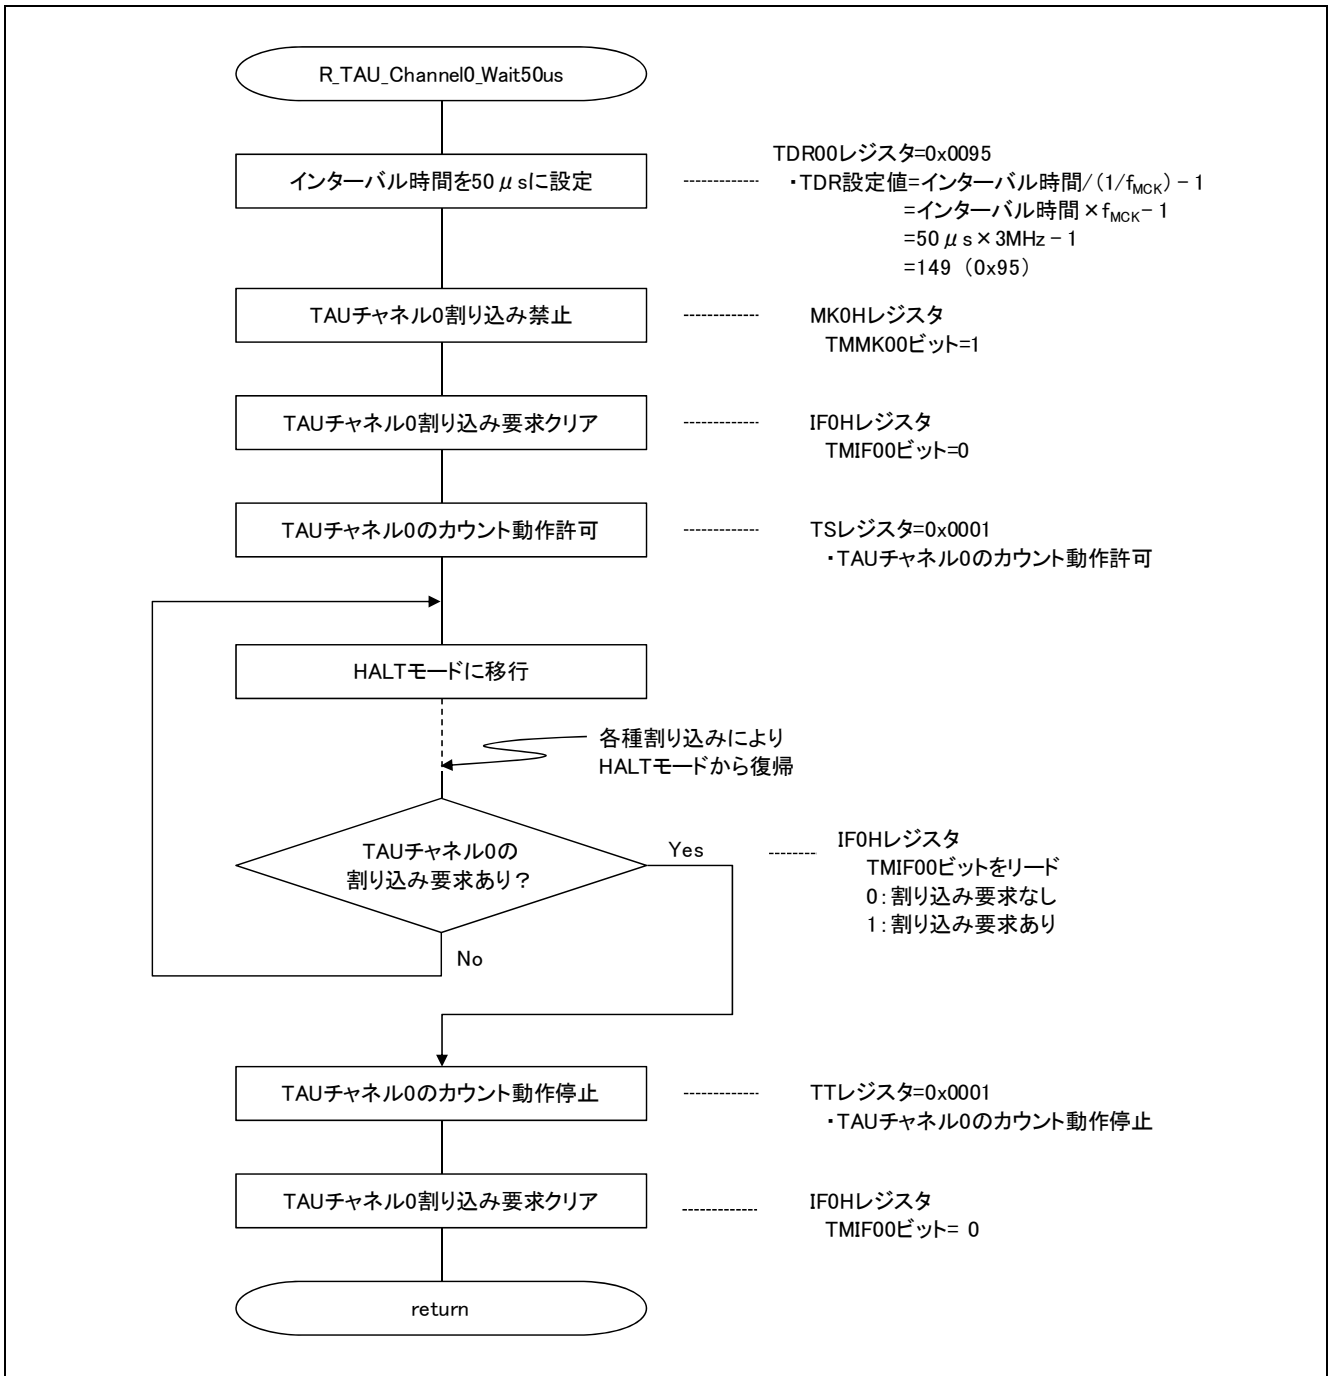 R_TAU_Channel0_Wait50us
インターバル時間を50μsに設定
TDR00レジスタ=0x0095
・TDR設定値=インターバル時間/(1/fMCK)-1
=インターバル時間×fMCK-1
=50μs×3MHz-1
=149 (0x95)
TAUチャネル0割り込み禁止
MK0Hレジスタ
TMMK00ビット=1
TAUチャネル0割り込み要求クリア
IF0Hレジスタ
TMIF00ビット=0
TAUチャネル0のカウント動作許可
TSレジスタ=0x0001
・TAUチャネル0のカウント動作許可
HALTモードに移行
各種割り込みにより
HALTモードから復帰
TAUチャネル0の
割り込み要求あり?
Yes
No
IF0Hレジスタ
TMIF00ビットをリード
0:割り込み要求なし
1:割り込み要求あり
TAUチャネル0のカウント動作停止
TTレジスタ=0x0001
・TAUチャネル0のカウント動作停止
TAUチャネル0割り込み要求クリア
IF0Hレジスタ
TMIF00ビット= 0
return